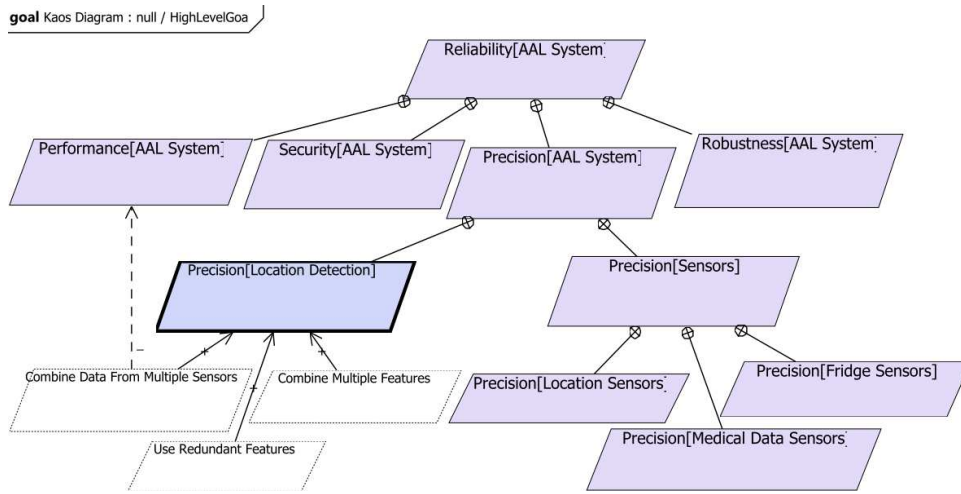 goal Kaos Diagram : null / HighLevelGoa
Reliability[AAL System]
Performance[AAL System]
Security[AAL System]
Precision[AAL System]
Robustness[AAL System]
Precision[Location Detection]
Precision[Sensors]
Combine Data From Multiple Sensors
Combine Multiple Features
Use Redundant Features
Precision[Location Sensors]
Precision[Fridge Sensors]
Precision[Medical Data Sensors]